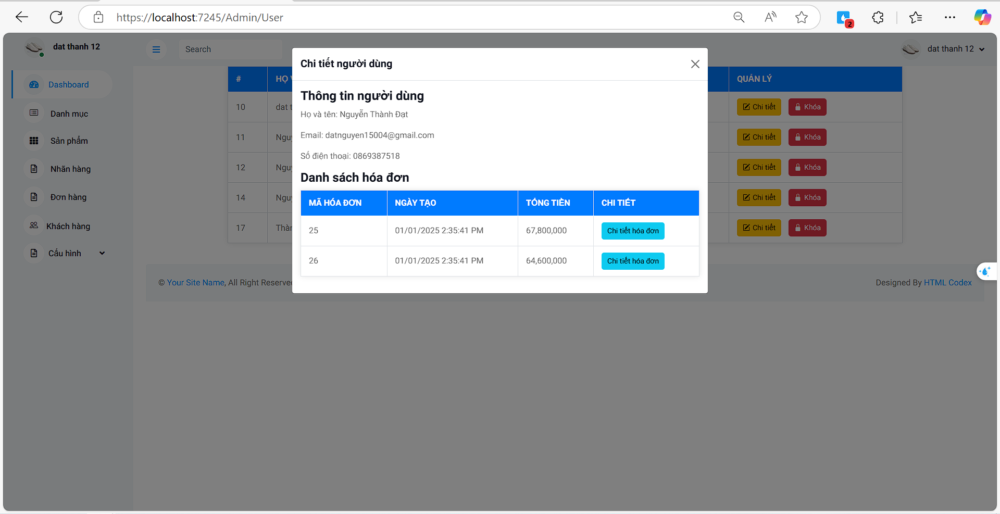 https://localhost:7245/Admin/User
2
dat thanh 12
Search
dat thanh 12
Dashboard
Danh mục
Sản phẩm
Nhãn hàng
Đơn hàng
Khách hàng
Cấu hình
# HỌ QUẢN LÝ
10 dat Chi tiết Khóa
11 Chi tiết Khóa
12 Chi tiết Khóa
14 Chi tiết Khóa
17 Chi tiết Khóa
Chi tiết người dùng
Thông tin người dùng
Họ và tên: Nguyễn Thành Đạt
Email: datnguyen15004@gmail.com
Số điện thoại: 0869387518
Danh sách hóa đơn
MÃ HÓA ĐƠN NGÀY TẠO TỔNG TIỀN CHI TIẾT
25 01/01/2025 2:35:41 PM 67,800,000 Chi tiết hóa đơn
26 01/01/2025 2:35:41 PM 64,600,000 Chi tiết hóa đơn
© Your Site Name, All Right Reserved
Designed By HTML Codex